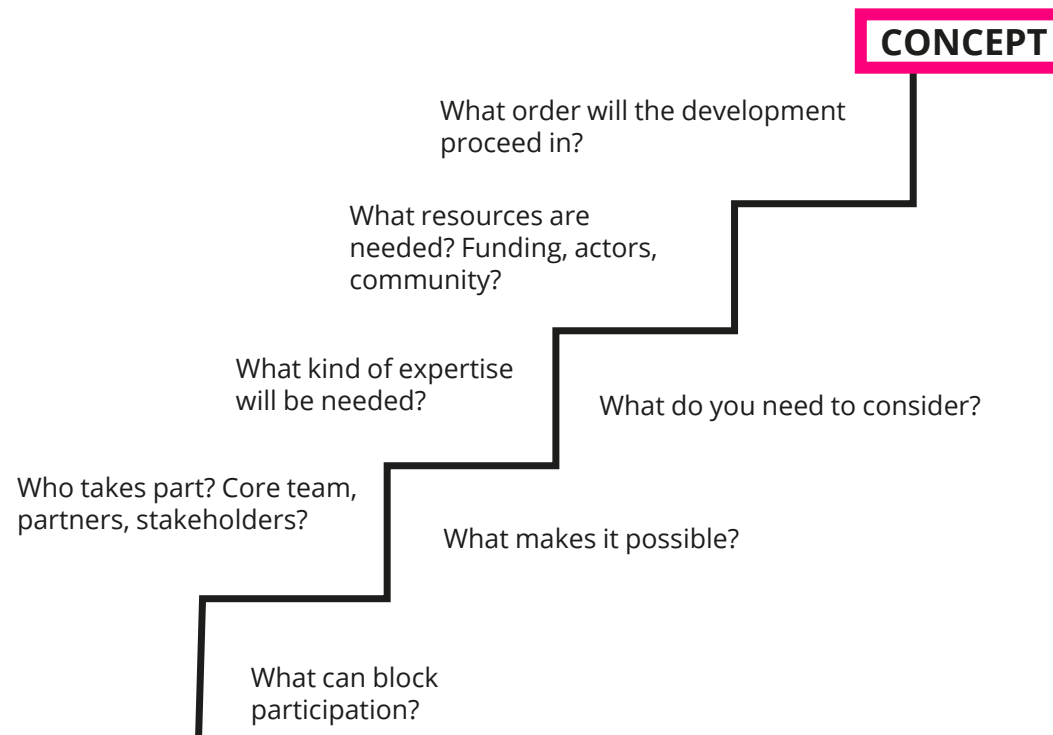 CONCEPT
What order will the development
proceed in?
What resources are
needed? Funding, actors,
community?
What kind of expertise
will be needed?
What do you need to consider?
Who takes part? Core team,
partners, stakeholders?
What makes it possible?
What can block
participation?